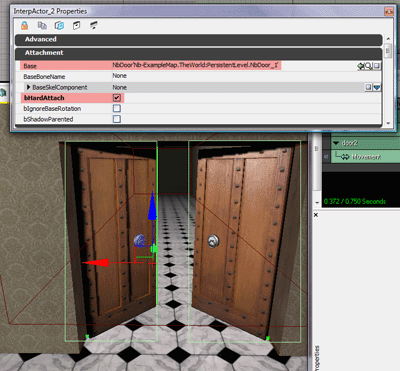 InterpActor_2 Properties
Advanced
Attachment
Base NbDoor'Nb-ExampleMap.TheWorld:PersistentLevel.NbDoor_1'
BaseBoneName None
BaseSkelComponent None
bHardAttach
bIgnoreBaseRotation
bShadowParented
door2
Movement
0.372 / 0.750 Seconds
Properties